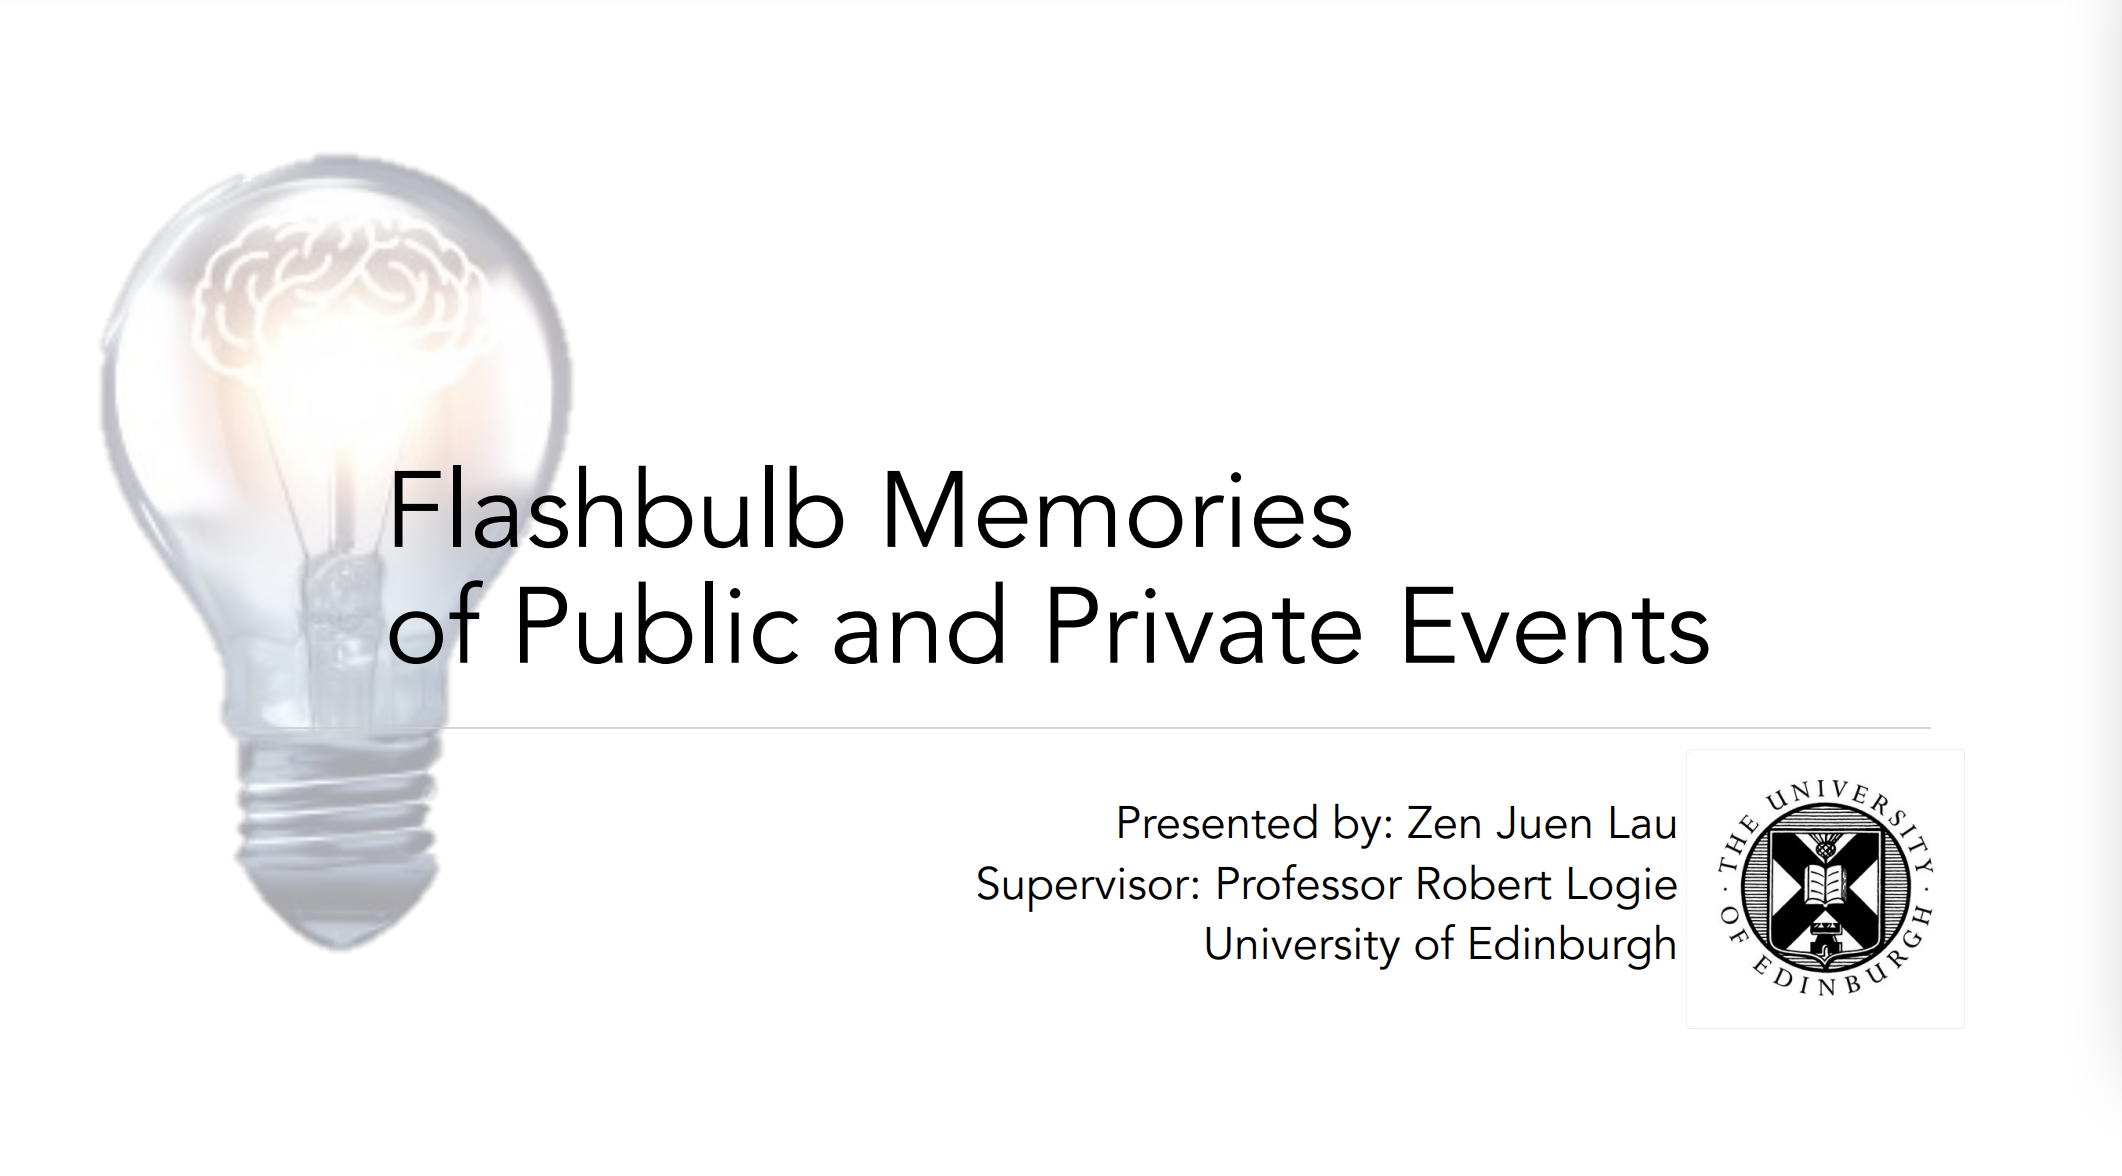 Flashbulb Memories
of Public and Private Events
Presented by: Zen Juen Lau
Supervisor: Professor Robert Logie
University of Edinburgh
THE UNIVERSITY OF EDINBURGH